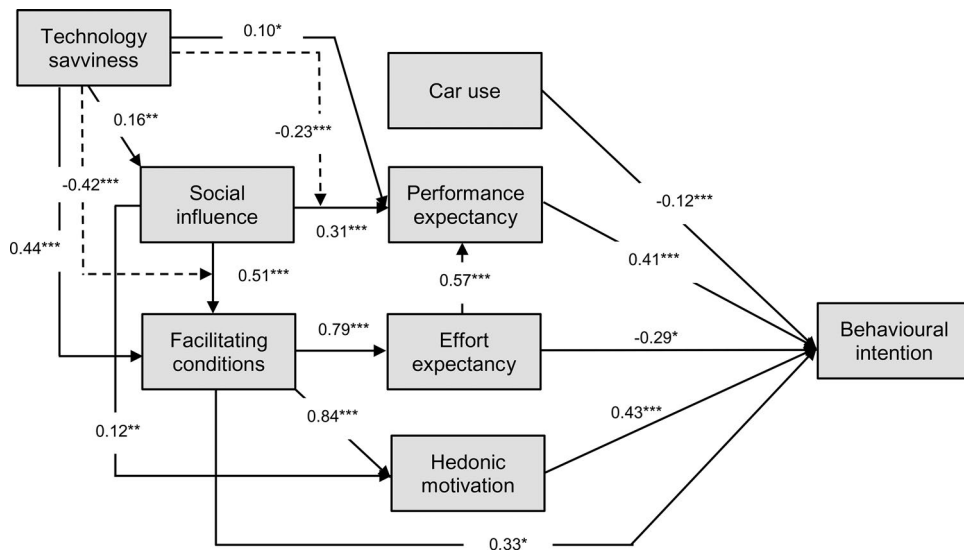 Technology
savviness
0.10*
Car use
0.16**
-0.23***
-0.42***
Social
influence
Performance
expectancy
-0.12***
0.31***
0.44***
0.51***
0.57***
0.41***
Facilitating
conditions
0.79***
Effort
expectancy
-0.29*
Behavioural
intention
0.84***
0.43***
0.12**
Hedonic
motivation
0.33*